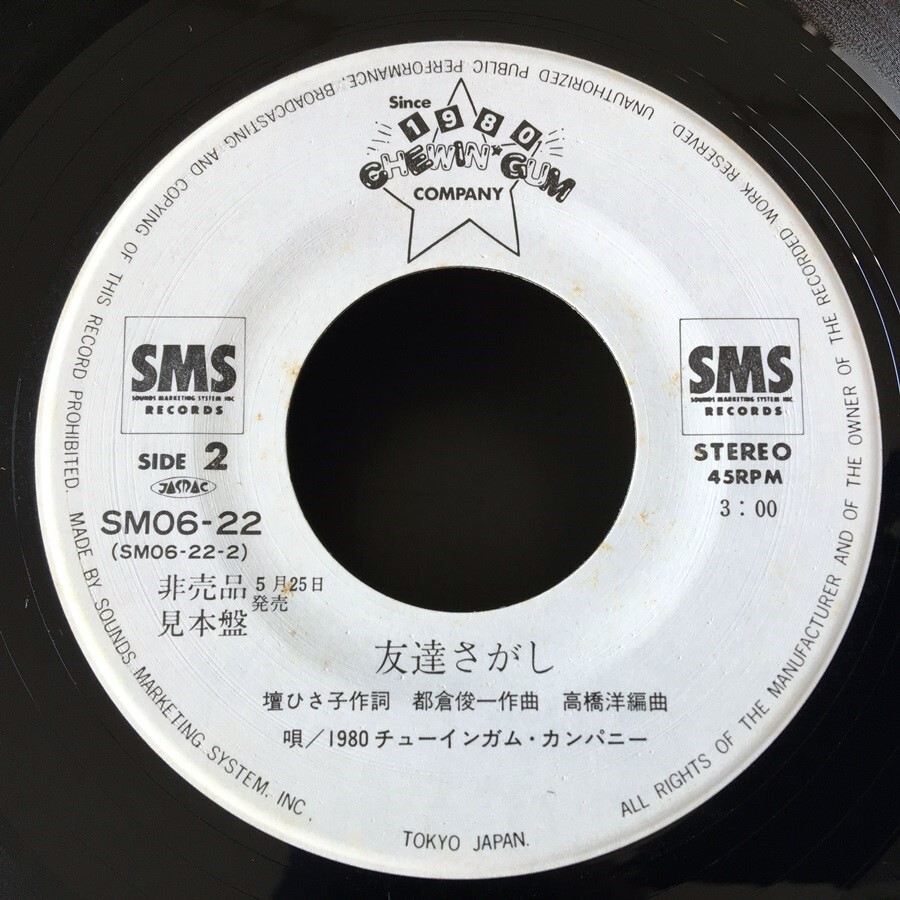 ALL RIGHTS OF THE MANUFACTURER AND OF THE OWNER OF THE RECORDED WORK RESERVED. UNAUTHORIZED PUBLIC PERFORMANCE, BROADCASTING AND COPYING OF THIS RECORD PROHIBITED. MADE BY SOUNDS MARKETING SYSTEM, INC.
TOKYO JAPAN.
Since
1980
CHEWiN★GUM
COMPANY
SMS
SOUNDS MARKETING SYSTEM INC.
RECORDS
SMS
SOUNDS MARKETING SYSTEM INC.
RECORDS
SIDE 2
JASRAC
SM06-22
(SM06-22-2)
STEREO
45RPM
3:00
非売品 5月25日
見本盤 発売
友達さがし
壇ひさ子作詞 都倉俊一作曲 高橋洋編曲
唄/1980チューインガム・カンパニー